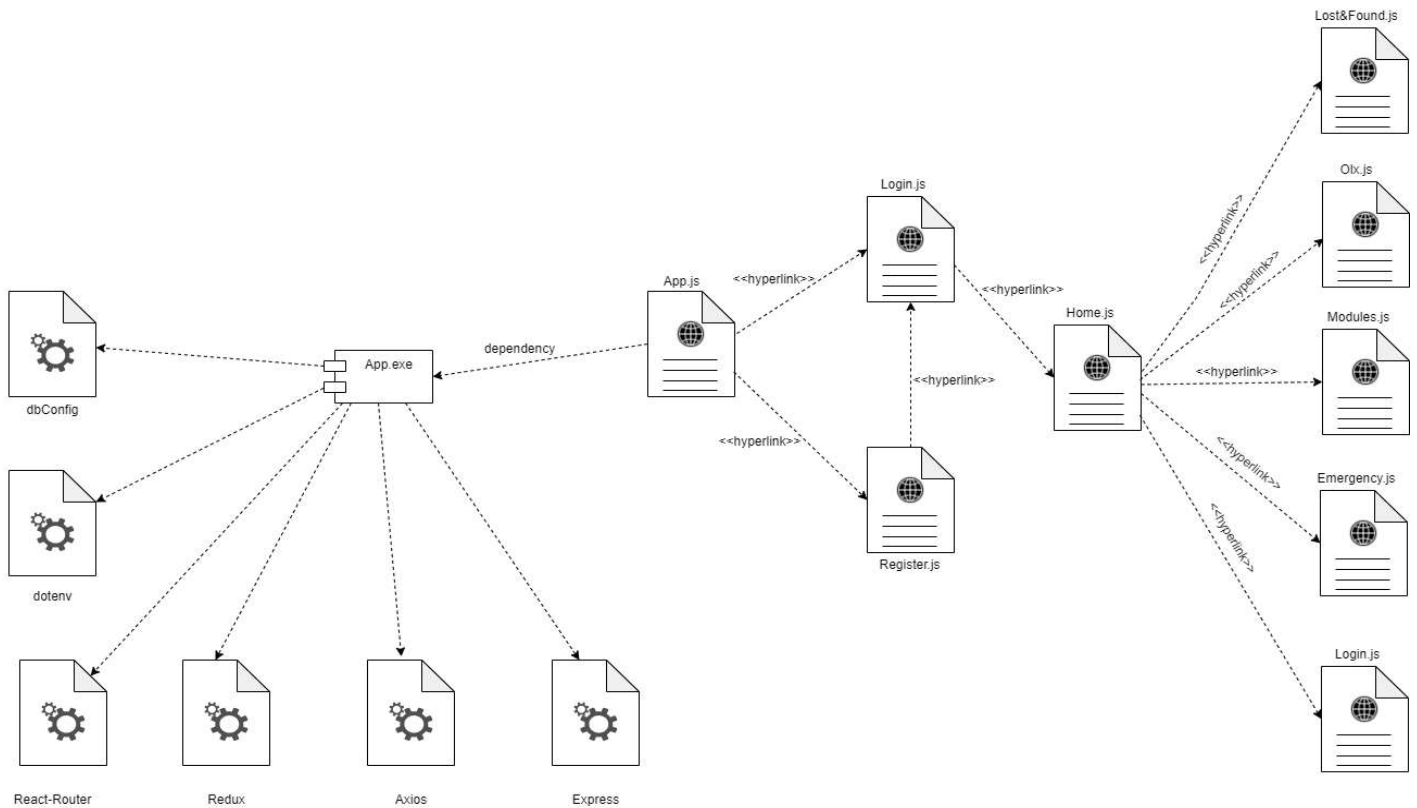 Lost&Found.js
Olx.js
Login.js
<<hyperlink>>
<<hyperlink>>
App.js
<<hyperlink>>
<<hyperlink>>
Home.js
Modules.js
dependency
App.exe
<<hyperlink>>
<<hyperlink>>
dbConfig
<<hyperlink>>
<<hyperlink>>
Emergency.js
<<hyperlink>>
Register.js
dotenv
Login.js
React-Router
Redux
Axios
Express